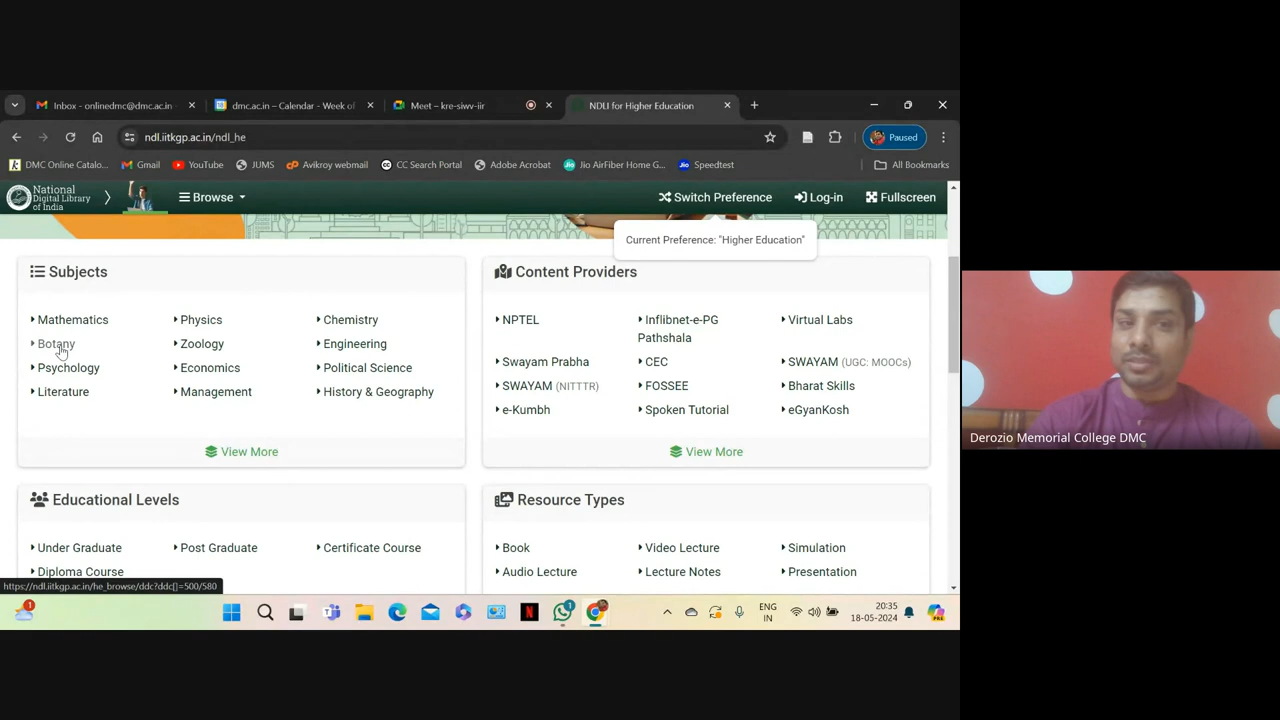 Inbox - onlinedmc@dmc.ac.in
dmc.ac.in – Calendar - Week of
Meet – kre-siwv-iir
NDLI for Higher Education
ndl.iitkgp.ac.in/ndl_he
Paused
DMC Online Catalo...
Gmail
YouTube
JUMS
Avikroy webmail
CC Search Portal
Adobe Acrobat
Jio AirFiber Home G...
Speedtest
All Bookmarks
National
Digital Library
of India
Browse
Switch Preference
Log-in
Fullscreen
Current Preference: "Higher Education"
Subjects
Mathematics
Physics
Chemistry
Botany
Zoology
Engineering
Psychology
Economics
Political Science
Literature
Management
History & Geography
View More
Content Providers
NPTEL
Inflibnet-e-PG
Pathshala
Virtual Labs
Swayam Prabha
CEC
SWAYAM (UGC: MOOCs)
SWAYAM (NITTTR)
FOSSEE
Bharat Skills
e-Kumbh
Spoken Tutorial
eGyanKosh
View More
Educational Levels
Under Graduate
Post Graduate
Certificate Course
Diploma Course
Resource Types
Book
Video Lecture
Simulation
Audio Lecture
Lecture Notes
Presentation
https://ndl.iitkgp.ac.in/he_browse/ddc?ddc[]=500/580
Derozio Memorial College DMC
1
1
ENG
IN
20:35
18-05-2024